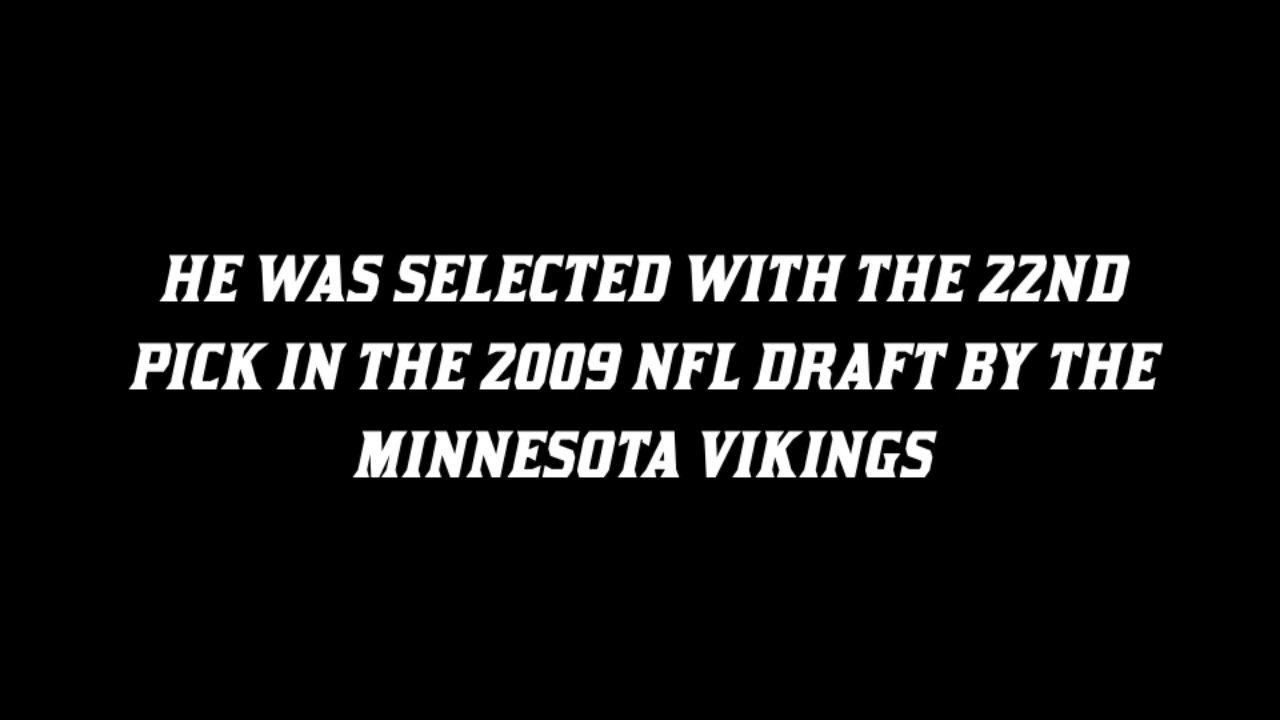 HE WAS SELECTED WITH THE 22ND
PICK IN THE 2009 NFL DRAFT BY THE
MINNESOTA VIKINGS